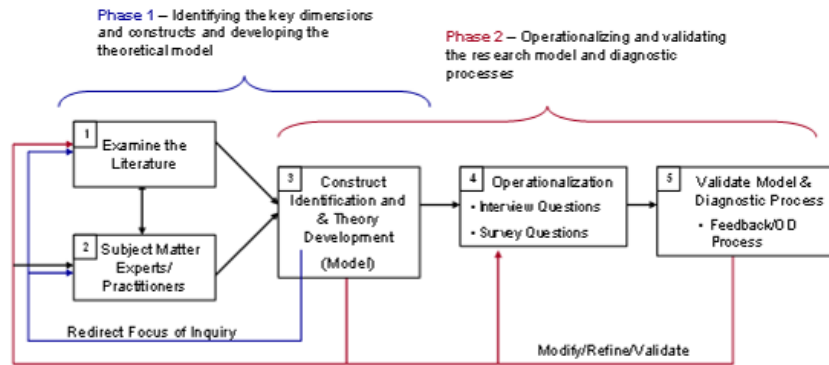 Phase 1 – Identifying the key dimensions
and constructs and developing the
theoretical model
Phase 2 – Operationalizing and validating
the research model and diagnostic
processes
1
Examine the
Literature
2
Subject Matter
Experts/
Practitioners
3
Construct
Identification and
& Theory
Development
(Model)
4
Operationalization
• Interview Questions
• Survey Questions
5
Validate Model &
Diagnostic Process
• Feedback/OD
Process
Redirect Focus of Inquiry
Modify/Refine/Validate